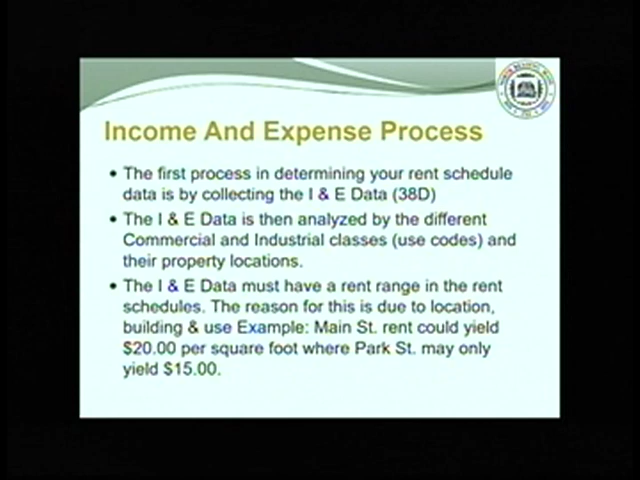 Income And Expense Process
• The first process in determining your rent schedule
data is by collecting the I & E Data (38D)
• The I & E Data is then analyzed by the different
Commercial and Industrial classes (use codes) and
their property locations.
• The I & E Data must have a rent range in the rent
schedules. The reason for this is due to location,
building & use Example: Main St. rent could yield
$20.00 per square foot where Park St. may only
yield $15.00.